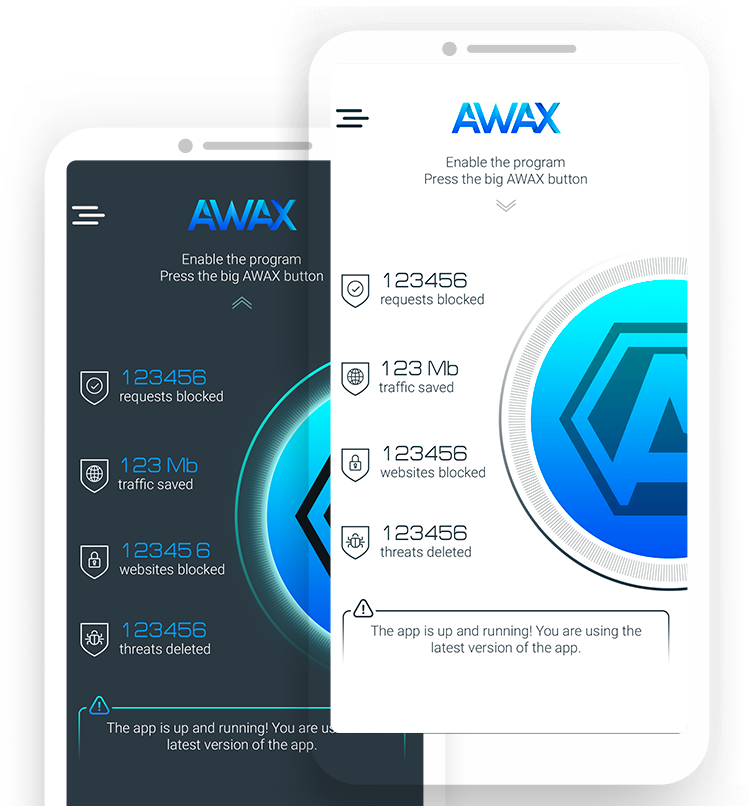 AWAX
Enable the program
Press the big AWAX button
123456
requests blocked
123 Mb
traffic saved
123456
websites blocked
123456
threats deleted
The app is up and running! You are using the
latest version of the app.
AWAX
Enable the program
Press the big AWAX button
123456
requests blocked
123 Mb
traffic saved
12345 6
websites blocked
123456
threats deleted
The app is up and running! You are us
latest version of the app.